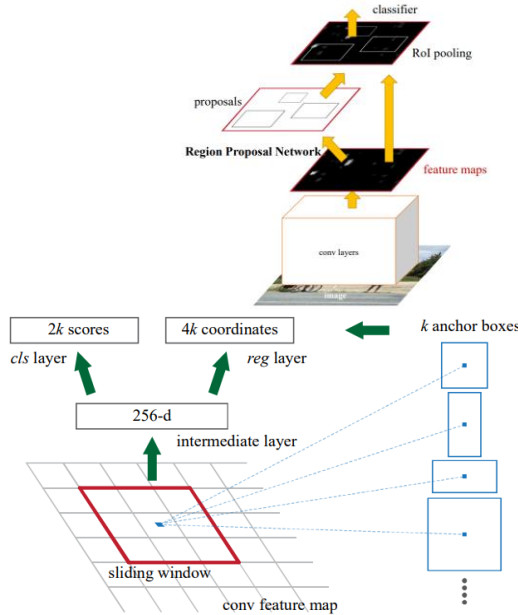 classifier
RoI pooling
proposals
Region Proposal Network
feature maps
conv layers
image
2k scores
4k coordinates
k anchor boxes
cls layer
reg layer
256-d
intermediate layer
sliding window
conv feature map